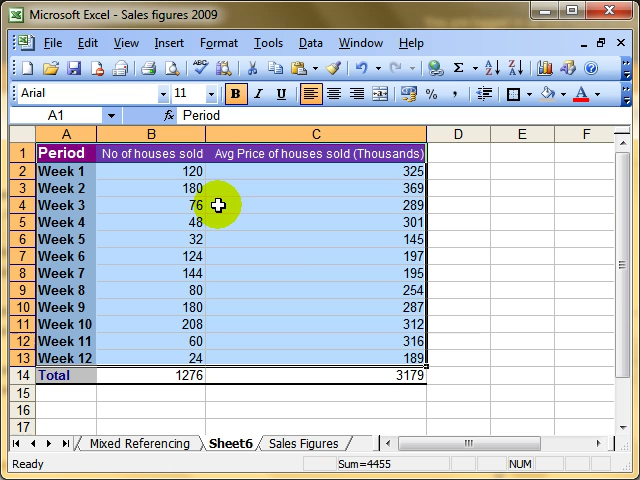 Microsoft Excel - Sales figures 2009
File Edit View Insert Format Tools Data Window Help
Arial 11 B I U % ,
A1 fx Period
A B C D E F
1 Period No of houses sold Avg Price of houses sold (Thousands)
2 Week 1 120 325
3 Week 2 180 369
4 Week 3 76 289
5 Week 4 48 301
6 Week 5 32 145
7 Week 6 124 197
8 Week 7 144 195
9 Week 8 80 254
10 Week 9 180 287
11 Week 10 208 312
12 Week 11 60 316
13 Week 12 24 189
14 Total 1276 3179
15
16
17
Mixed Referencing Sheet6 Sales Figures
Ready Sum=4455 NUM